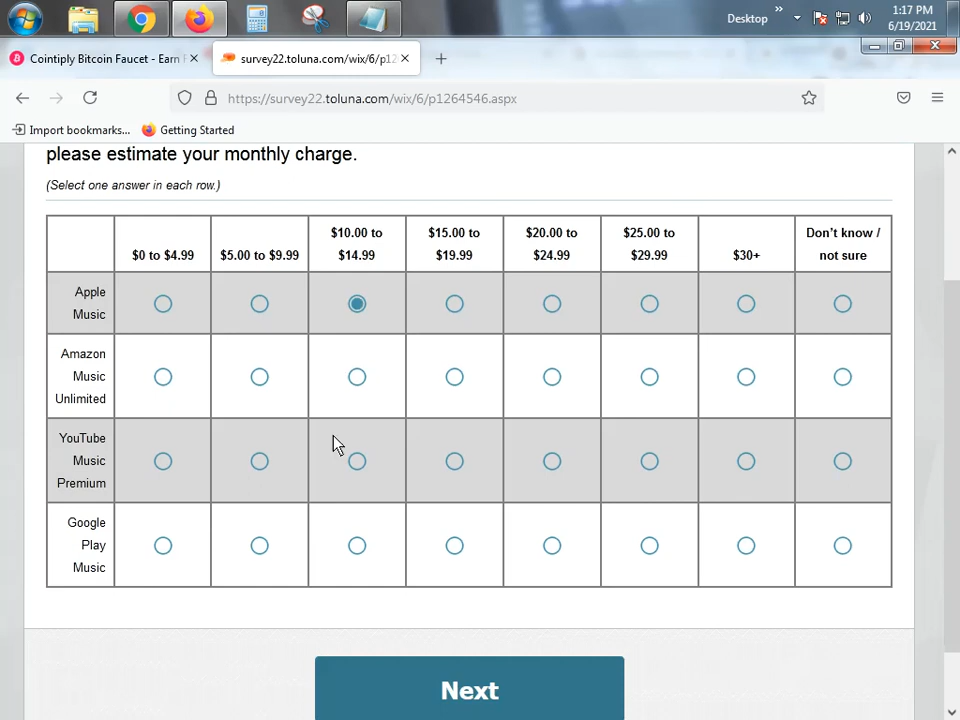 Desktop
»
1:17 PM
6/19/2021
Cointiply Bitcoin Faucet - Earn F
survey22.toluna.com/wix/6/p12
https://survey22.toluna.com/wix/6/p1264546.aspx
Import bookmarks...
Getting Started
please estimate your monthly charge.
(Select one answer in each row.)
$0 to $4.99
$5.00 to $9.99
$10.00 to
$14.99
$15.00 to
$19.99
$20.00 to
$24.99
$25.00 to
$29.99
$30+
Don't know /
not sure
Apple
Music
Amazon
Music
Unlimited
YouTube
Music
Premium
Google
Play
Music
Next